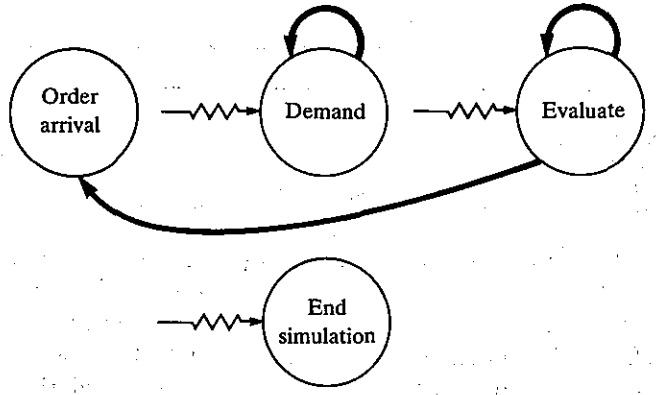 Order
arrival
Demand
Evaluate
End
simulation